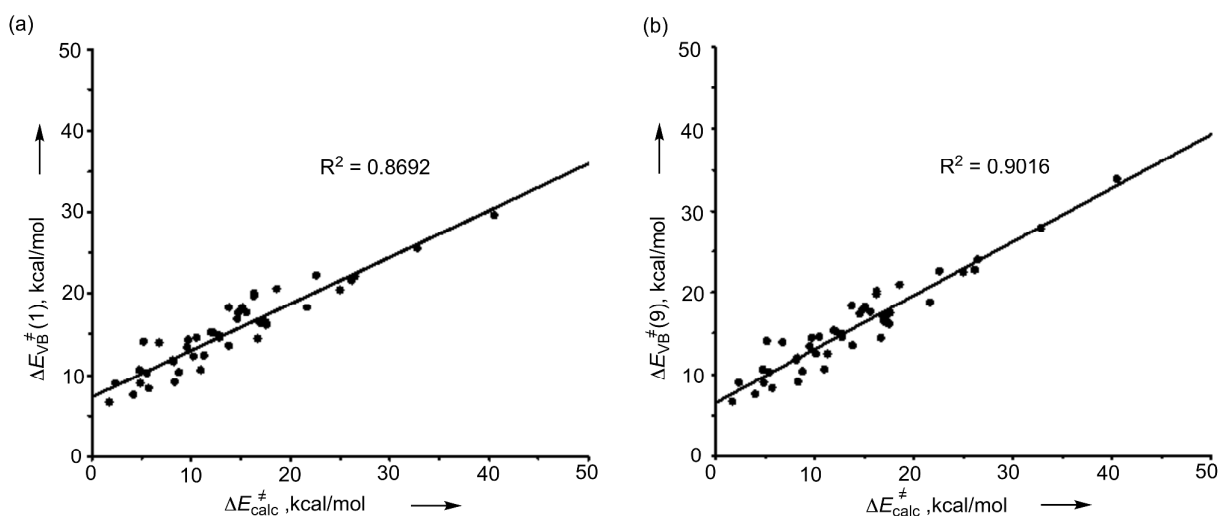 (a)
50
40
30
20
10
0
ΔE≠VB(1), kcal/mol
R² = 0.8692
0 10 20 30 40 50
ΔE≠calc ,kcal/mol
(b)
50
40
30
20
10
0
ΔE≠VB(9), kcal/mol
R² = 0.9016
0 10 20 30 40 50
ΔE≠calc ,kcal/mol